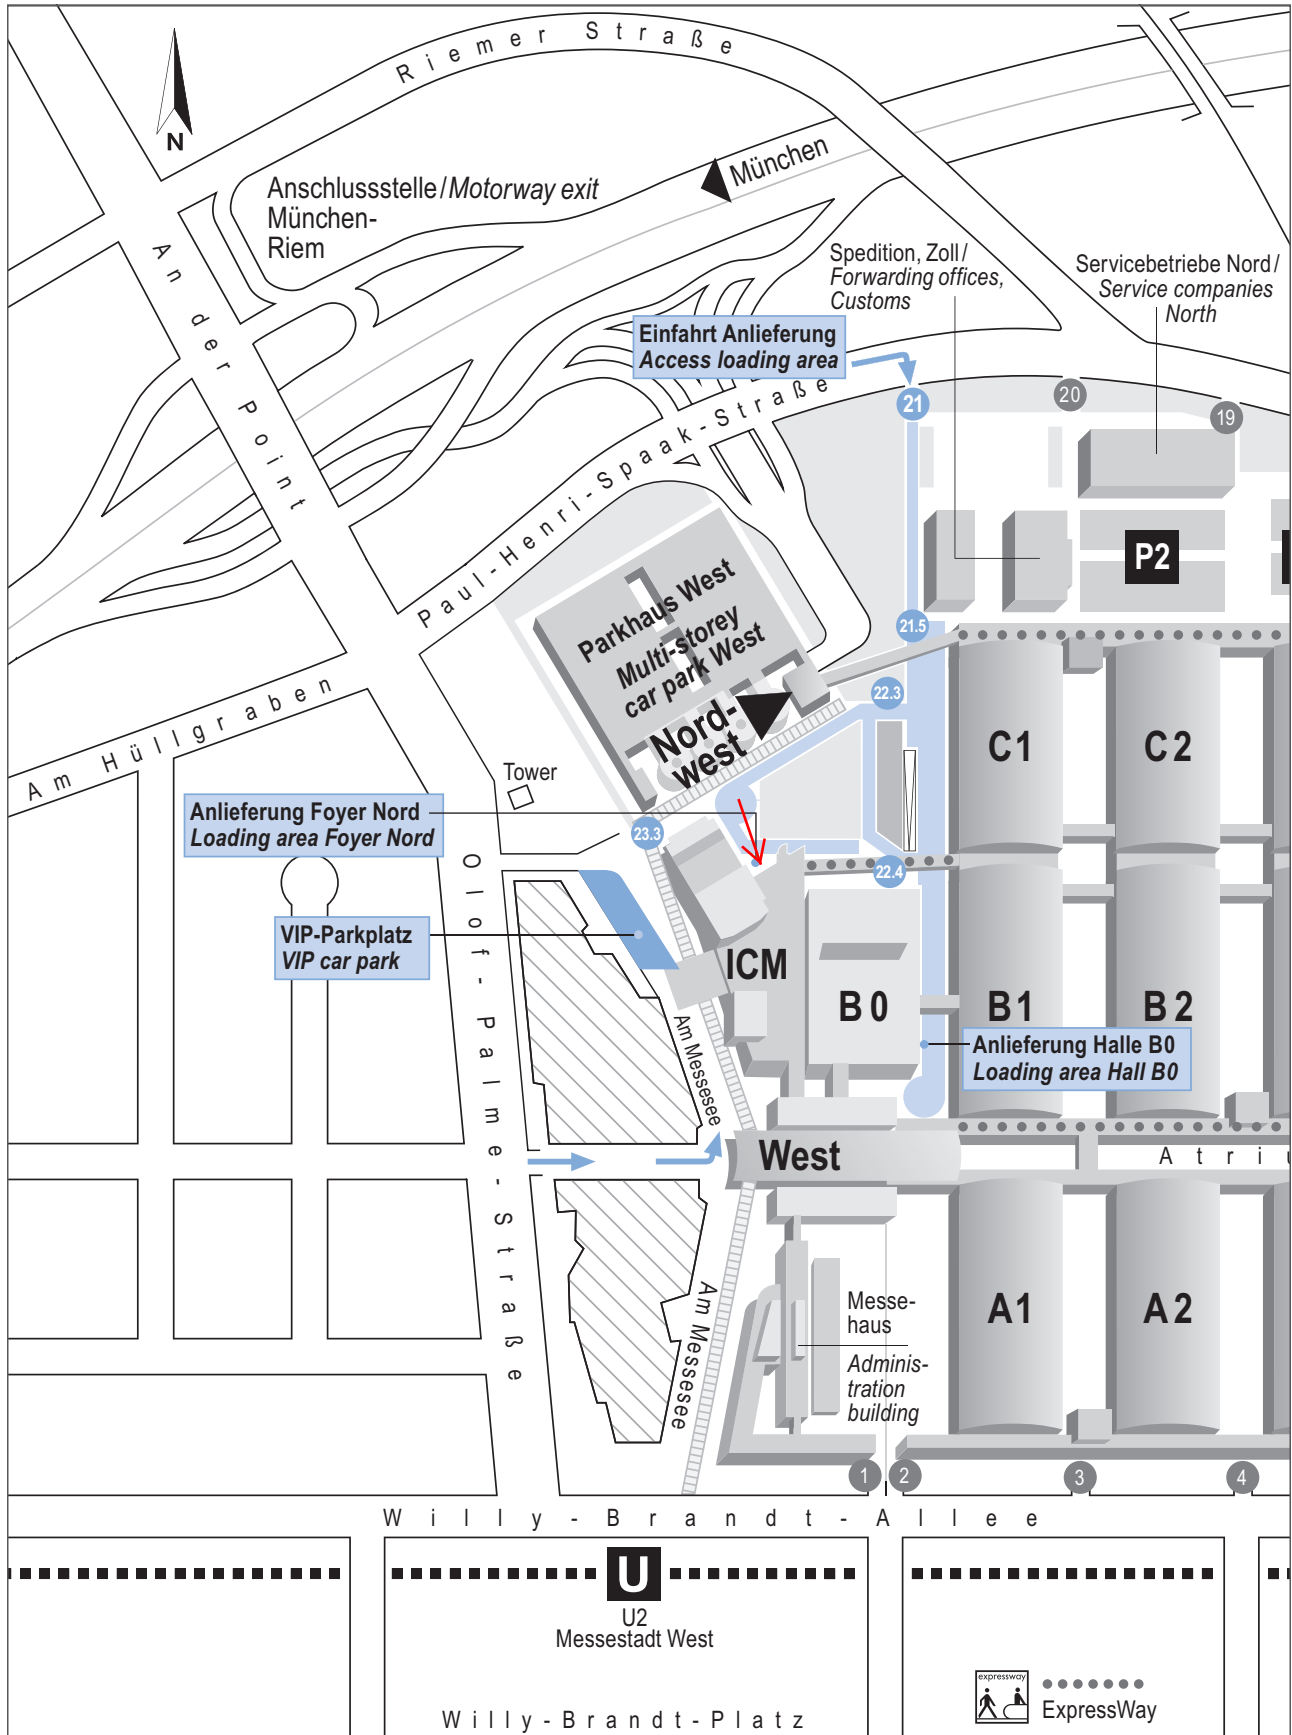 Riemer Straße
N
Anschlussstelle/Motorway exit
München-
Riem
München
An der Point
Spedition, Zoll/
Forwarding offices,
Customs
Servicebetriebe Nord/
Service companies
North
Einfahrt Anlieferung
Access loading area
21
20
19
Paul-Henri-Spaak-Straße
P2
Parkhaus West
Multi-storey
car park West
21.5
22.3
Nord-
west
C1
C2
Am Hüllgraben
Tower
Anlieferung Foyer Nord
Loading area Foyer Nord
23.3
22.4
Olof-Palme-Straße
VIP-Parkplatz
VIP car park
ICM
B0
B1
B2
Am Messesee
Anlieferung Halle B0
Loading area Hall B0
West
Atriu
Am Messesee
Messe-
haus
Adminis-
tration
building
A1
A2
1
2
3
4
Willy-Brandt-Allee
U
U2
Messestadt West
expressway
ExpressWay
Willy-Brandt-Platz